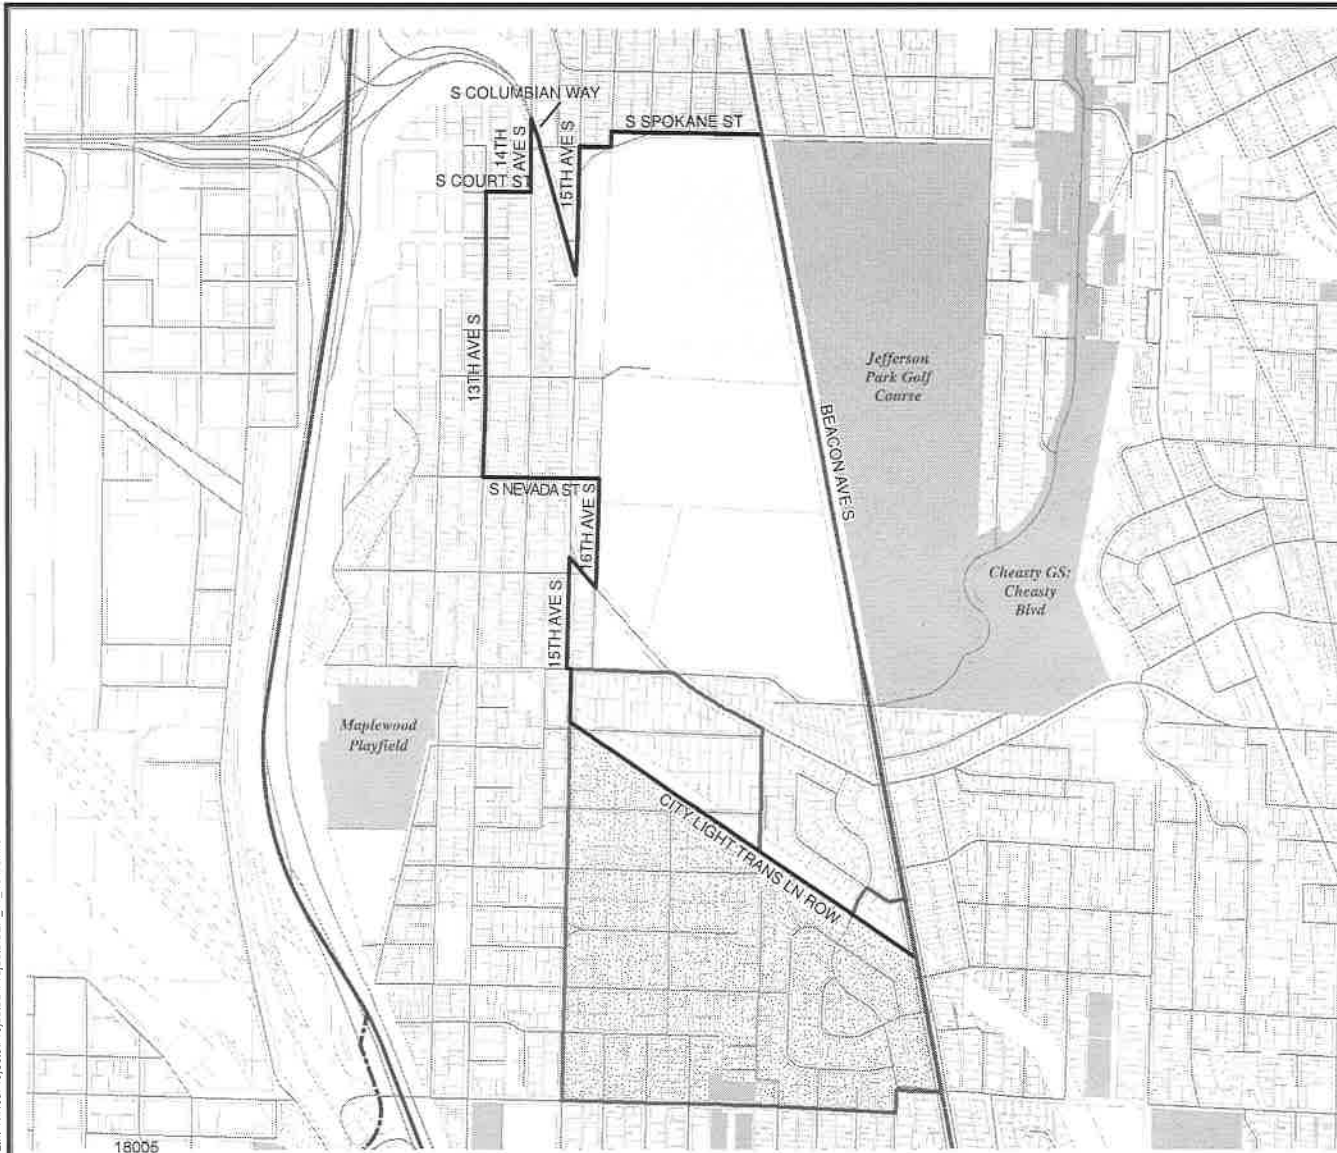 S COLUMBIAN WAY
S SPOKANE ST
14TH
AVE S
15TH AVE S
S COURT ST
13TH AVE S
Jefferson
Park Golf
Course
BEACON AVE S
S NEVADA ST
16TH AVE S
Cheasty GS:
Cheasty
Blvd
15TH AVE S
Maplewood
Playfield
CITY LIGHT TRANS LN ROW
18005